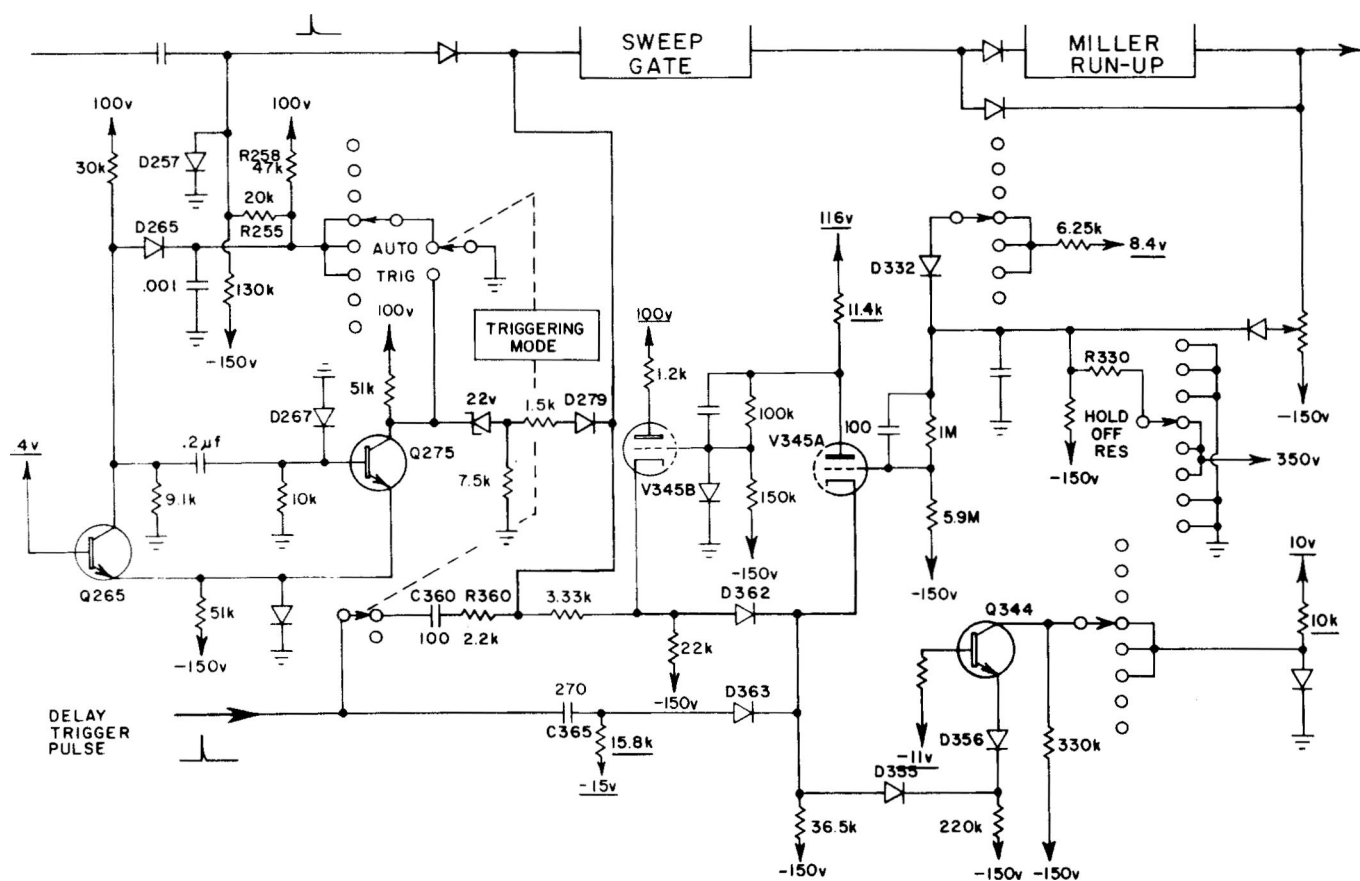 SWEEP
GATE
MILLER
RUN-UP
100v
100v
30k
D257
R258
47k
20k
R255
D265
AUTO
TRIG
.001
130k
-150v
100v
TRIGGERING
MODE
51k
D267
22v
1.5k
D279
4v
.2µf
Q275
9.1k
10k
7.5k
Q265
51k
-150v
116v
11.4k
100v
1.2k
100k
V345A
V345B
150k
-150v
D332
6.25k
8.4v
100
1M
5.9M
-150v
R330
HOLD
OFF
RES
-150v
-150v
350v
C360
R360
3.33k
D362
100
2.2k
22k
-150v
Q344
10v
10k
DELAY
TRIGGER
PULSE
270
D363
C365
15.8k
-15v
-11v
D356
330k
D355
36.5k
220k
-150v
-150v
-150v